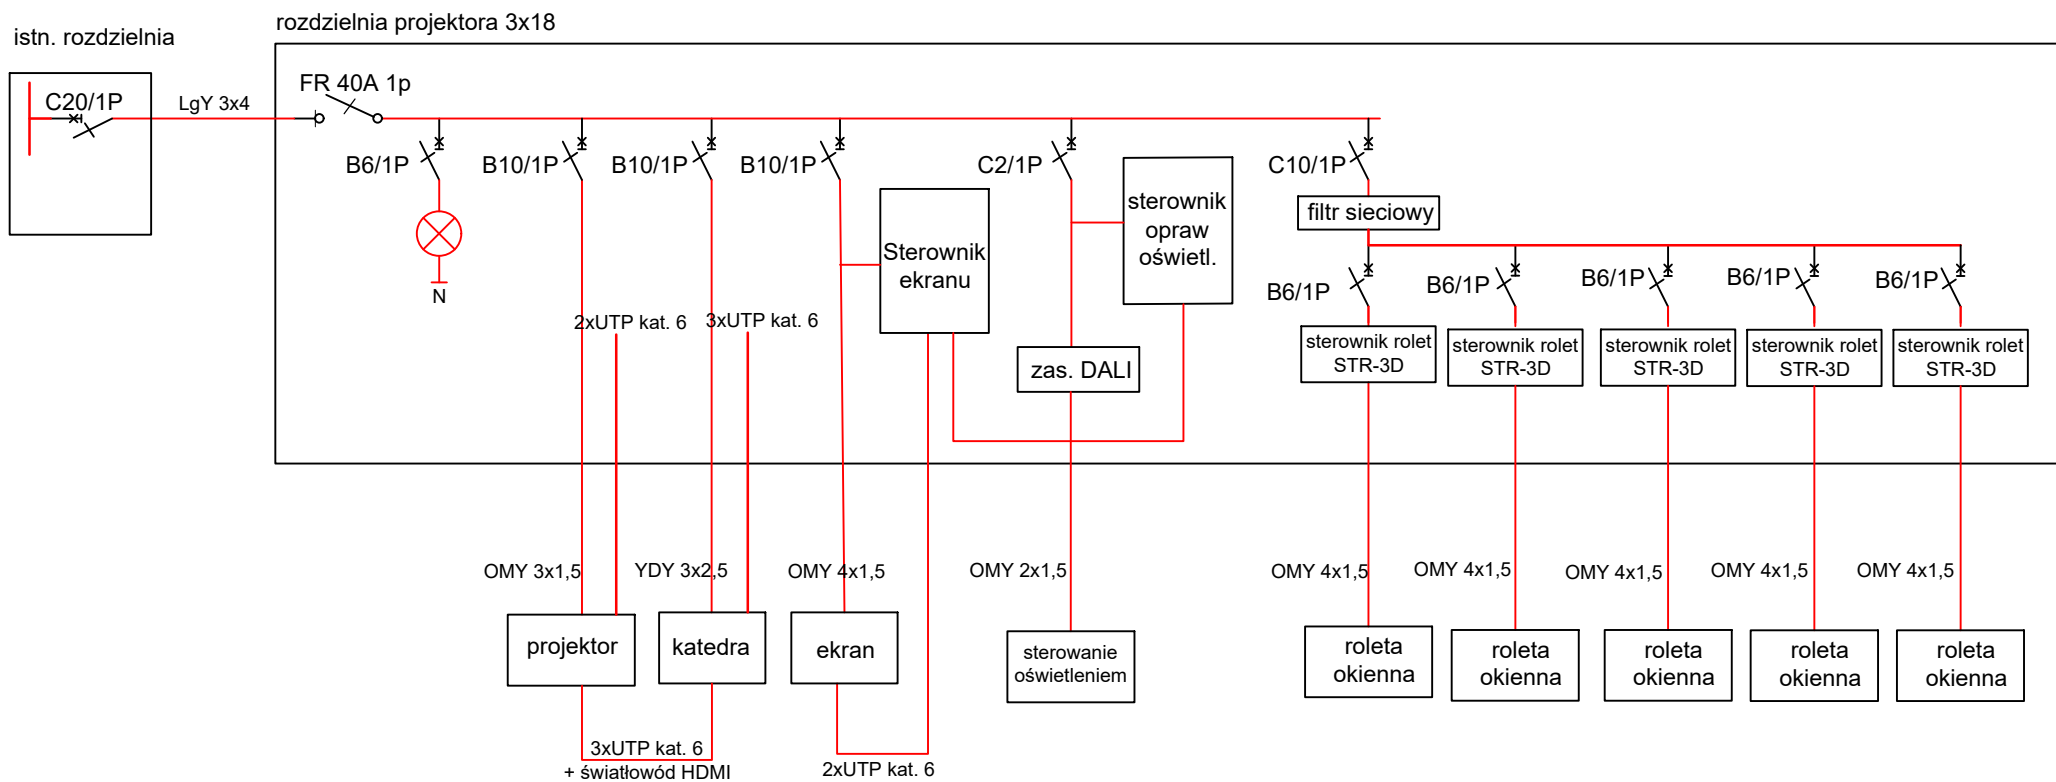 rozdzielnia projektora 3x18
istn. rozdzielnia
C20/1P
LgY 3x4
FR 40A 1p
B6/1P
B10/1P
B10/1P
B10/1P
C2/1P
C10/1P
N
Sterownik
ekranu
sterownik
opraw
oświetl.
filtr sieciowy
B6/1P
B6/1P
B6/1P
B6/1P
B6/1P
2xUTP kat. 6
3xUTP kat. 6
zas. DALI
sterownik rolet
STR-3D
sterownik rolet
STR-3D
sterownik rolet
STR-3D
sterownik rolet
STR-3D
sterownik rolet
STR-3D
OMY 3x1,5
YDY 3x2,5
OMY 4x1,5
OMY 2x1,5
OMY 4x1,5
OMY 4x1,5
OMY 4x1,5
OMY 4x1,5
OMY 4x1,5
projektor
katedra
ekran
sterowanie
oświetleniem
roleta
okienna
roleta
okienna
roleta
okienna
roleta
okienna
roleta
okienna
3xUTP kat. 6
+ światłowód HDMI
2xUTP kat. 6